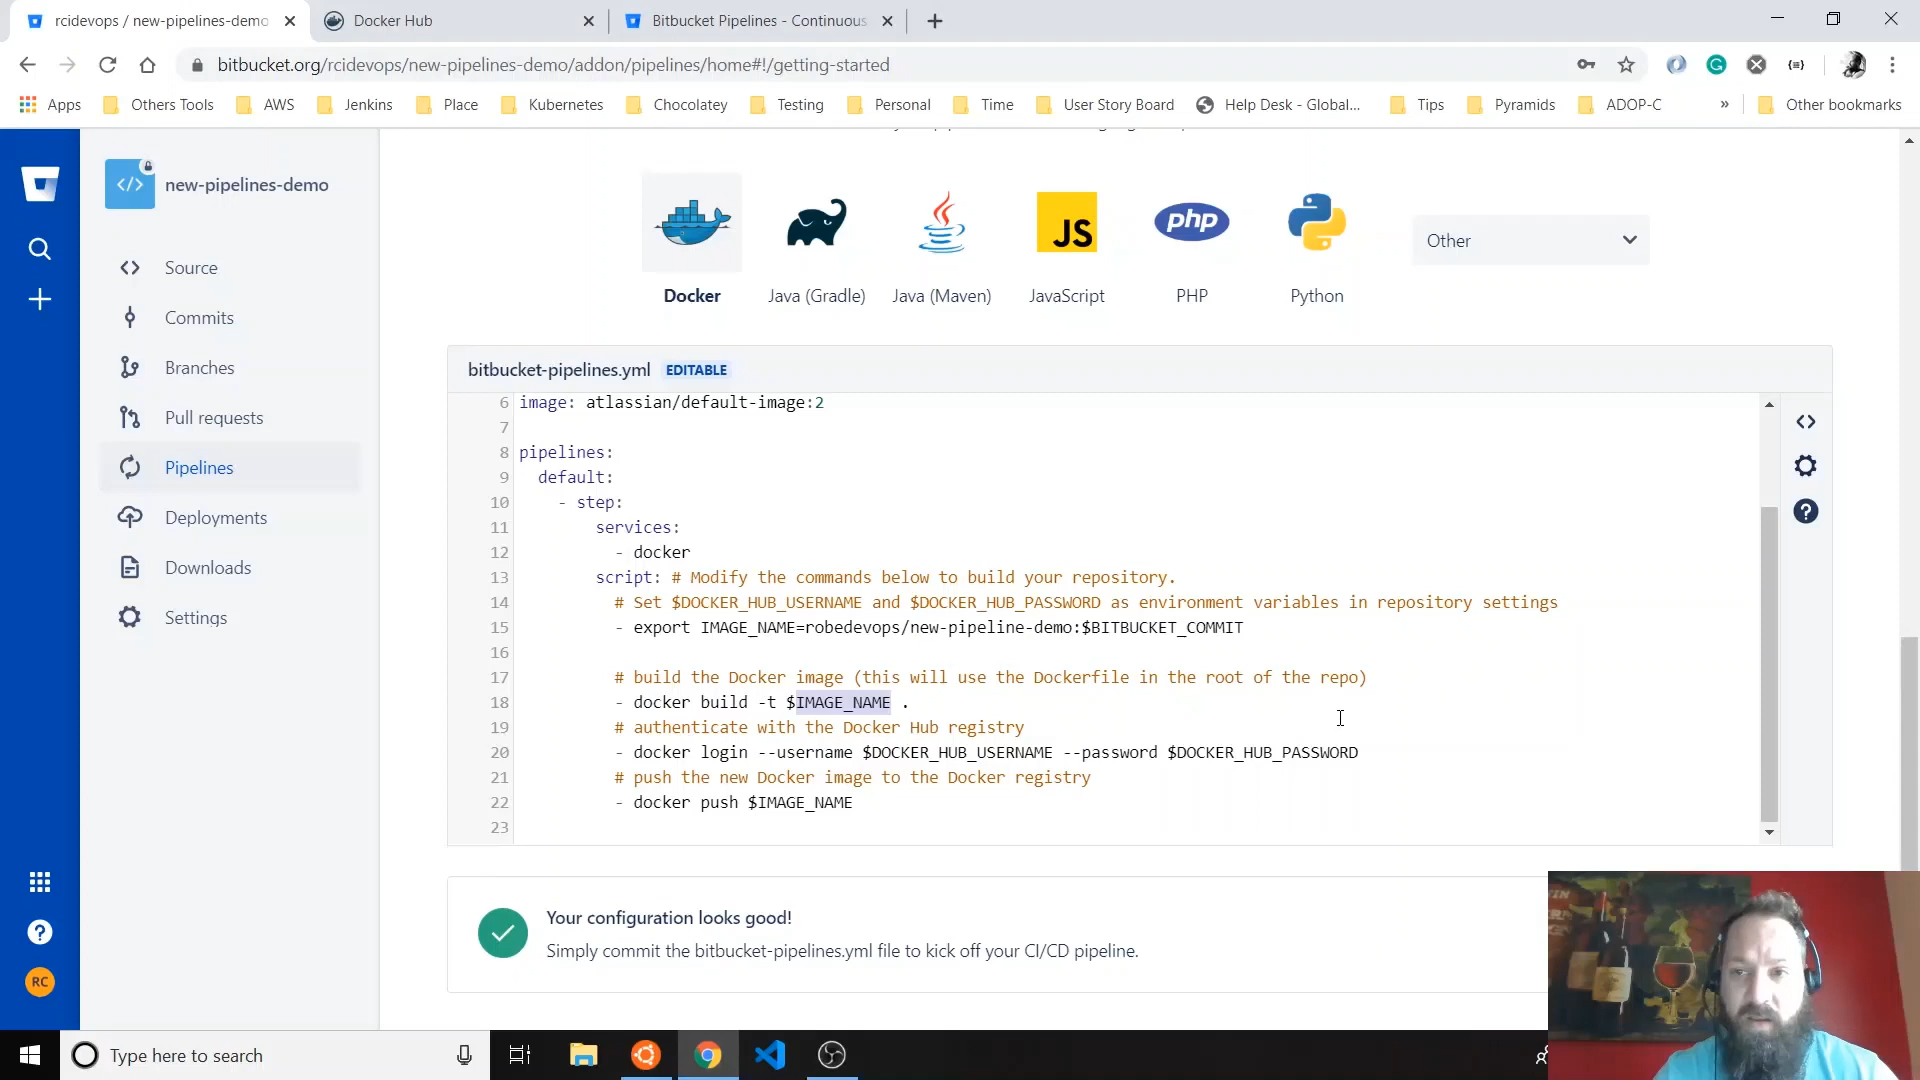 rcidevops / new-pipelines-demo
Docker Hub
Bitbucket Pipelines - Continuous
bitbucket.org/rcidevops/new-pipelines-demo/addon/pipelines/home#!/getting-started
Apps
Others Tools
AWS
Jenkins
Place
Kubernetes
Chocolatey
Testing
Personal
Time
User Story Board
Help Desk - Global...
Tips
Pyramids
ADOP-C
»
Other bookmarks
new-pipelines-demo
Source
Commits
Branches
Pull requests
Pipelines
Deployments
Downloads
Settings
RC
JS
php
Docker
Java (Gradle)
Java (Maven)
JavaScript
PHP
Python
Other
bitbucket-pipelines.yml EDITABLE
6 image: atlassian/default-image:2
7
8 pipelines:
9 default:
10 - step:
11 services:
12 - docker
13 script: # Modify the commands below to build your repository.
14 # Set $DOCKER_HUB_USERNAME and $DOCKER_HUB_PASSWORD as environment variables in repository settings
15 - export IMAGE_NAME=robedevops/new-pipeline-demo:$BITBUCKET_COMMIT
16
17 # build the Docker image (this will use the Dockerfile in the root of the repo)
18 - docker build -t $IMAGE_NAME .
19 # authenticate with the Docker Hub registry
20 - docker login --username $DOCKER_HUB_USERNAME --password $DOCKER_HUB_PASSWORD
21 # push the new Docker image to the Docker registry
22 - docker push $IMAGE_NAME
23
Your configuration looks good!
Simply commit the bitbucket-pipelines.yml file to kick off your CI/CD pipeline.
Type here to search